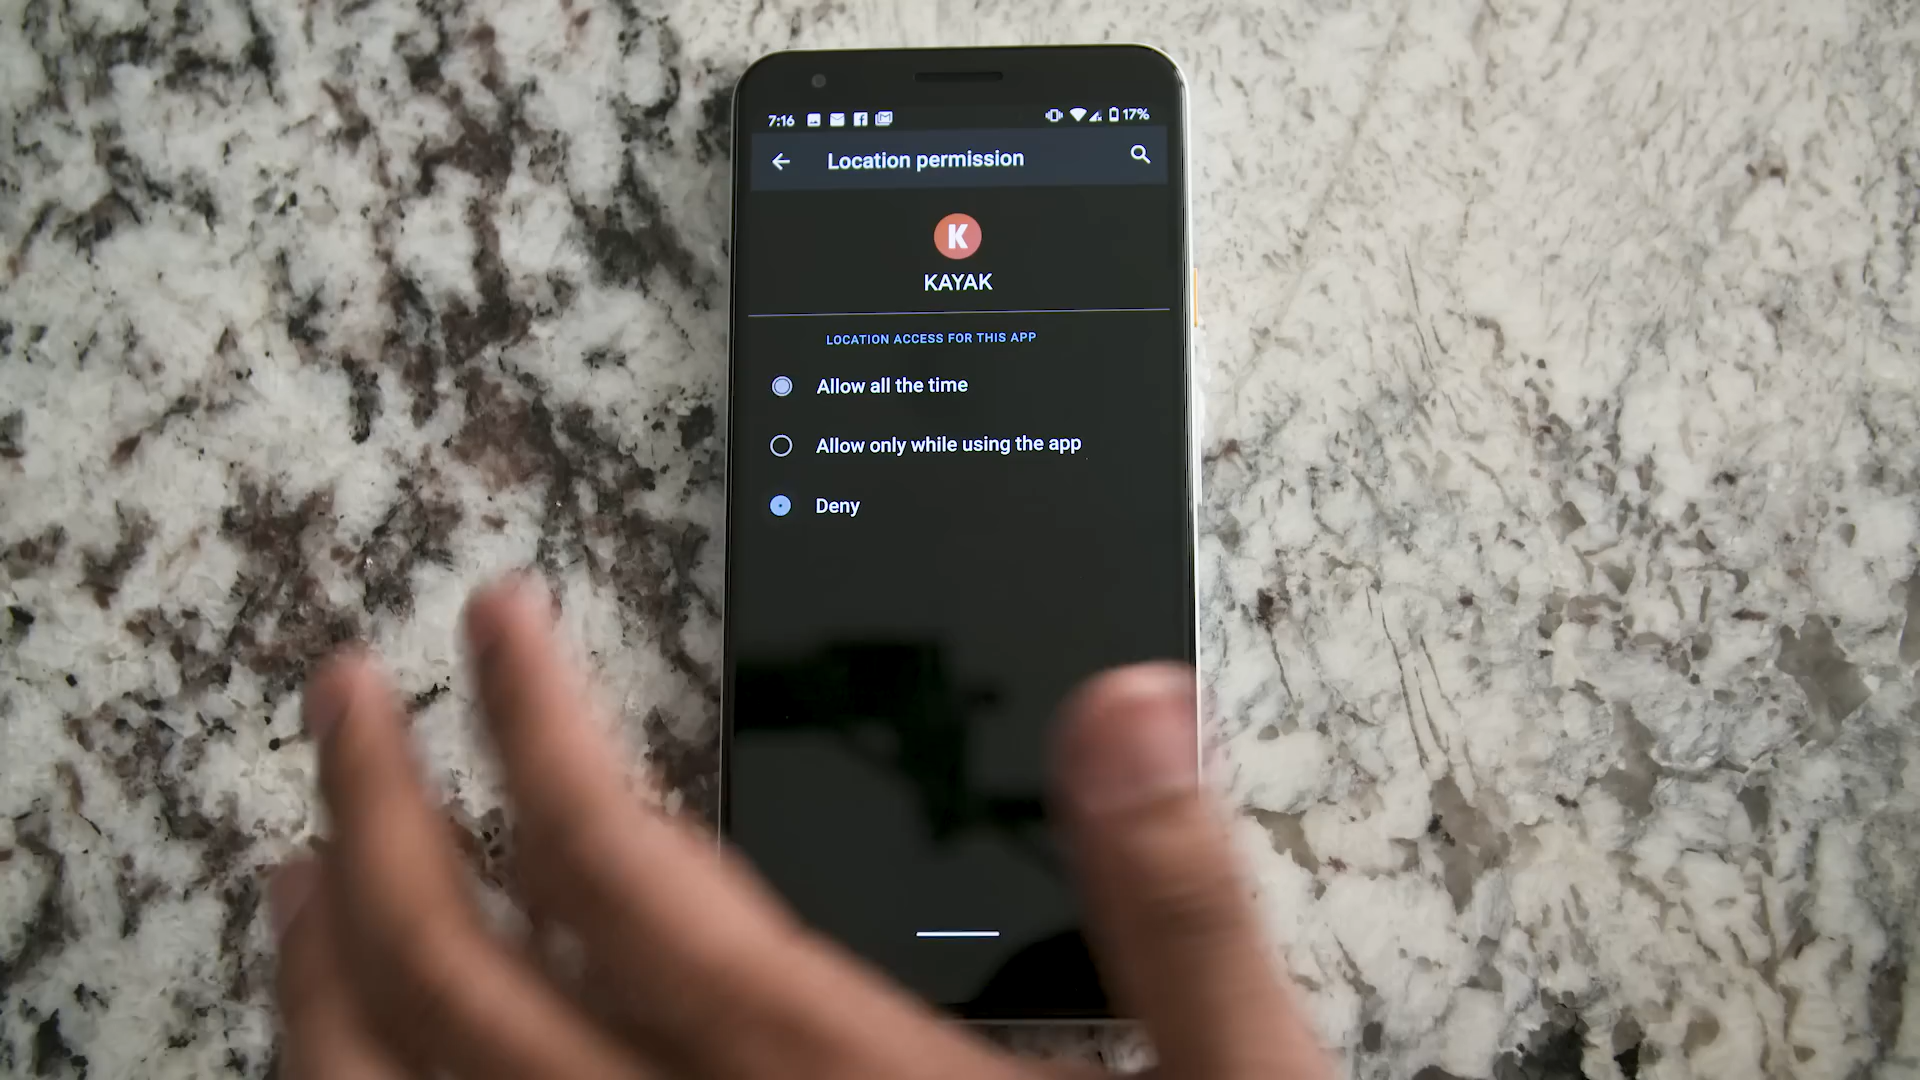 7:16 17%
Location permission
K
KAYAK
LOCATION ACCESS FOR THIS APP
Allow all the time
Allow only while using the app
Deny